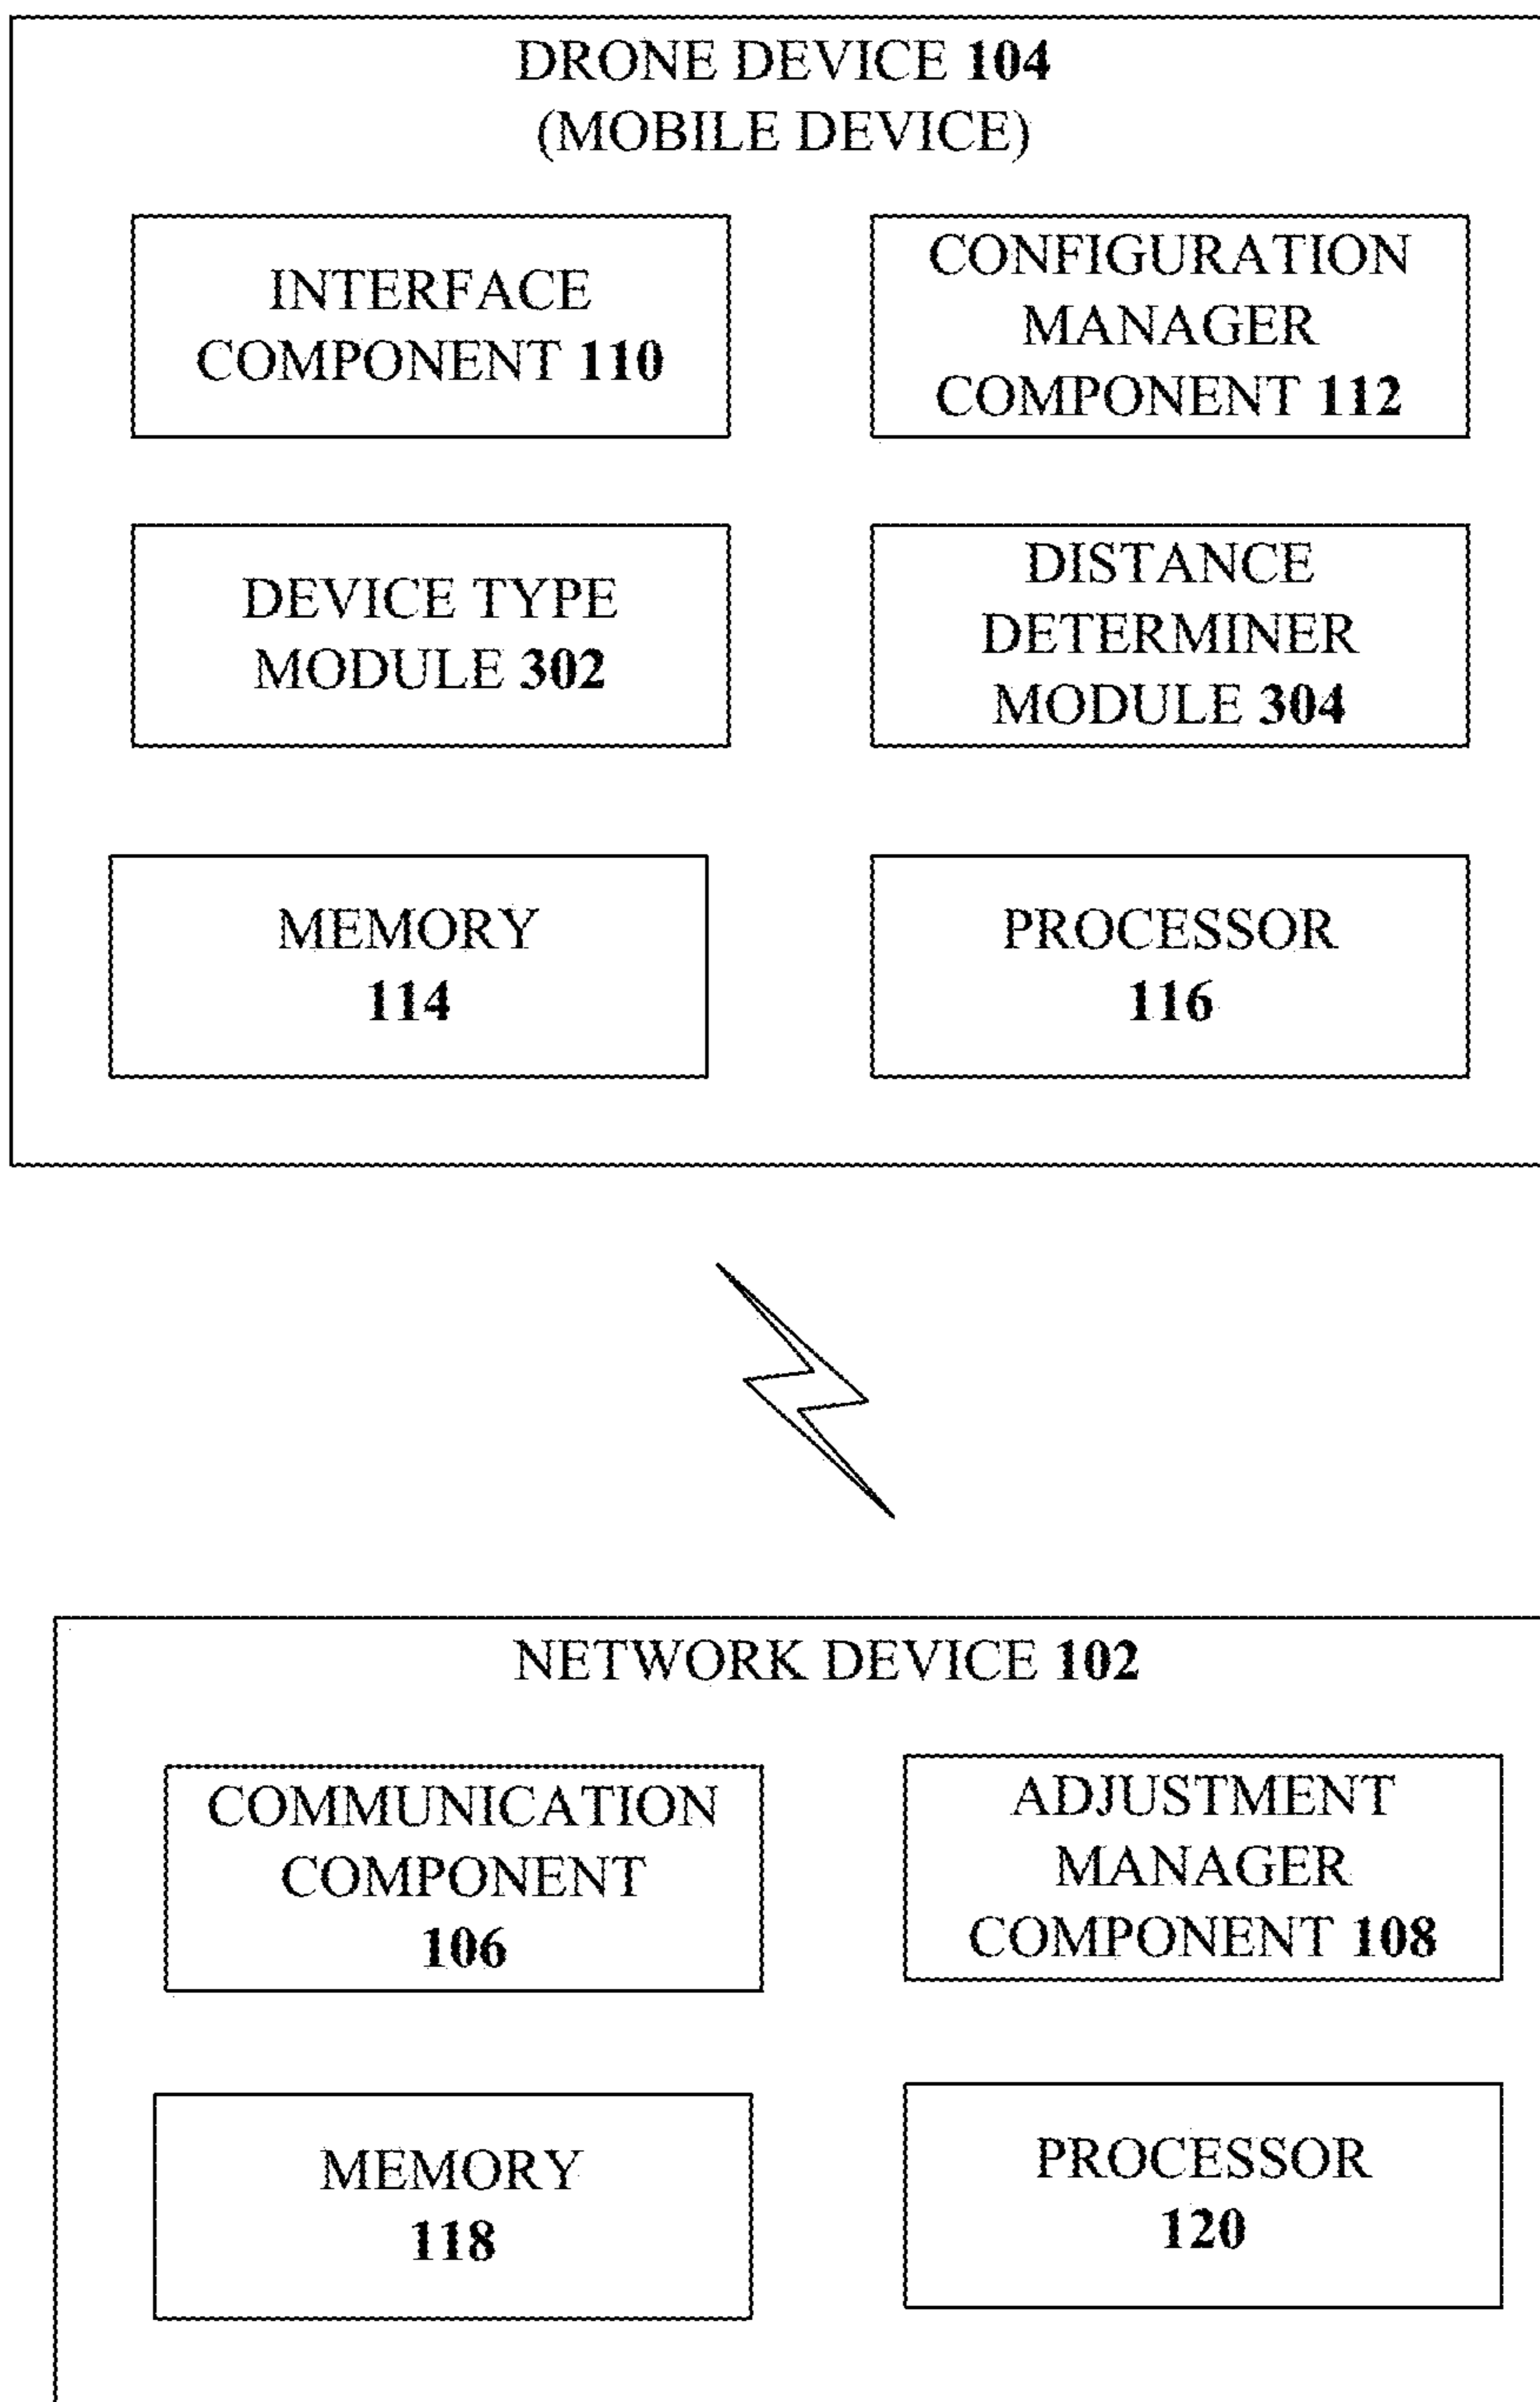 DRONE DEVICE 104
(MOBILE DEVICE)
INTERFACE
COMPONENT 110
CONFIGURATION
MANAGER
COMPONENT 112
DEVICE TYPE
MODULE 302
DISTANCE
DETERMINER
MODULE 304
MEMORY
114
PROCESSOR
116
NETWORK DEVICE 102
COMMUNICATION
COMPONENT
106
ADJUSTMENT
MANAGER
COMPONENT 108
MEMORY
118
PROCESSOR
120